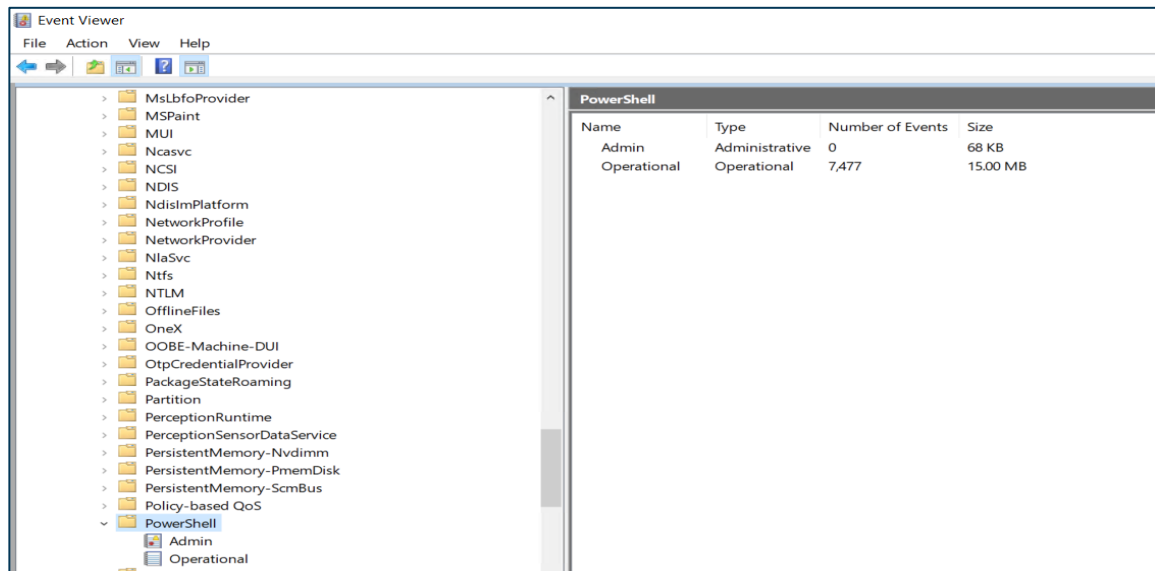 Event Viewer
File Action View Help
MsLbfoProvider
MSPaint
MUI
Ncasvc
NCSI
NDIS
NdisImPlatform
NetworkProfile
NetworkProvider
NlaSvc
Ntfs
NTLM
OfflineFiles
OneX
OOBE-Machine-DUI
OtpCredentialProvider
PackageStateRoaming
Partition
PerceptionRuntime
PerceptionSensorDataService
PersistentMemory-Nvdimm
PersistentMemory-PmemDisk
PersistentMemory-ScmBus
Policy-based QoS
PowerShell
Admin
Operational
PowerShell
Name Type Number of Events Size
Admin Administrative 0 68 KB
Operational Operational 7,477 15.00 MB